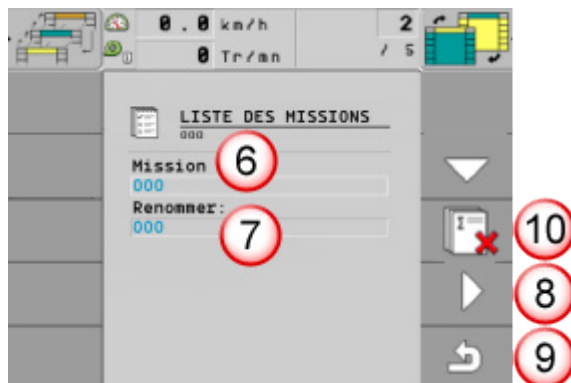 0.0 km/h
2
0 Tr/mn
/ 5
LISTE DES MISSIONS
000
Mission
6
000
Renommer:
000
7
10
8
9